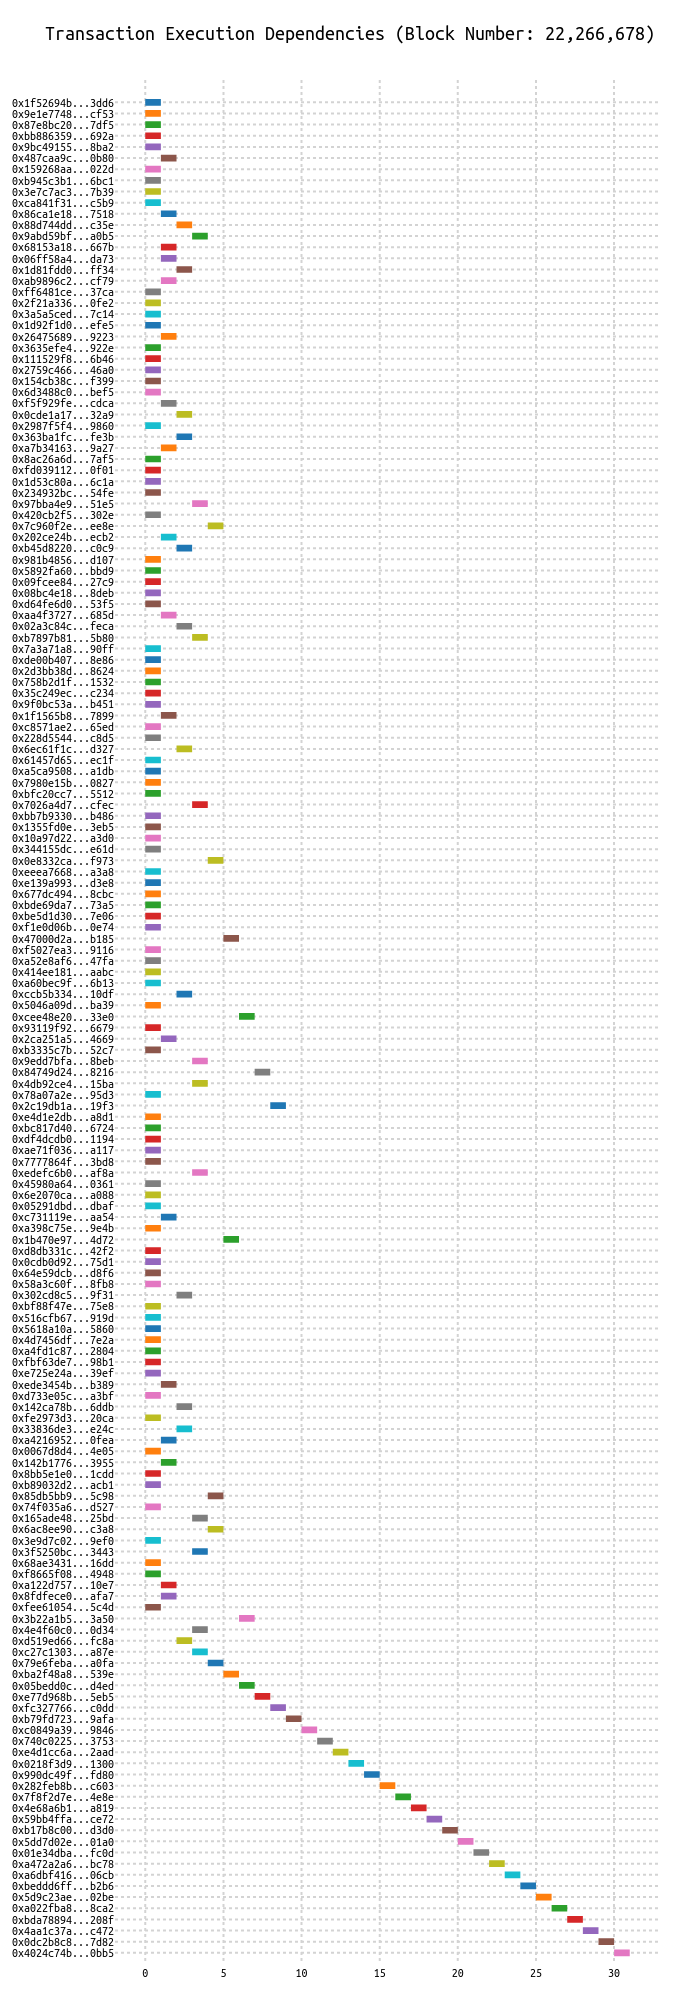 Transaction Execution Dependencies (Block Number: 22,266,678)
0x1f52694b...3dd6
0x9e1e7748...cf53
0x87e8bc20...7df5
0xbb886359...692a
0x9bc49155...8ba2
0x487caa9c...0b80
0x159268aa...022d
0xb945c3b1...6bc1
0x3e7c7ac3...7b39
0xca841f31...c5b9
0x86ca1e18...7518
0x88d744dd...c35e
0x9abd59bf...a0b5
0x68153a18...667b
0x06ff58a4...da73
0x1d81fdd0...ff34
0xab9896c2...cf79
0xff6481ce...37ca
0x2f21a336...0fe2
0x3a5a5ced...7c14
0x1d92f1d0...efe5
0x26475689...9223
0x3635efe4...922e
0x111529f8...6b46
0x2759c466...46a0
0x154cb38c...f399
0x6d3488c0...bef5
0xf5f929fe...cdca
0x0cde1a17...32a9
0x2987f5f4...9860
0x363ba1fc...fe3b
0xa7b34163...9a27
0x8ac26a6d...7af5
0xfd039112...0f01
0x1d53c80a...6c1a
0x234932bc...54fe
0x97bba4e9...51e5
0x420cb2f5...302e
0x7c960f2e...ee8e
0x202ce24b...ecb2
0xb45d8220...c0c9
0x981b4856...d107
0x5892fa60...bbd9
0x09fcee84...27c9
0x08bc4e18...8deb
0xd64fe6d0...53f5
0xaa4f3727...685d
0x02a3c84c...feca
0xb7897b81...5b80
0x7a3a71a8...90ff
0xde00b407...8e86
0x2d3bb38d...8624
0x758b2d1f...1532
0x35c249ec...c234
0x9f0bc53a...b451
0x1f1565b8...7899
0xc8571ae2...65ed
0x228d5544...c8d5
0x6ec61f1c...d327
0x61457d65...ec1f
0xa5ca9508...a1db
0x7980e15b...0827
0xbfc20cc7...5512
0x7026a4d7...cfec
0xbb7b9330...b486
0x1355fd0e...3eb5
0x10a97d22...a3d0
0x344155dc...e61d
0x0e8332ca...f973
0xeeea7668...a3a8
0xe139a993...d3e8
0x677dc494...8cbc
0xbde69da7...73a5
0xbe5d1d30...7e06
0xf1e0d06b...0e74
0x47000d2a...b185
0xf5027ea3...9116
0xa52e8af6...47fa
0x414ee181...aabc
0xa60bec9f...6b13
0xccb5b334...10df
0x5046a09d...ba39
0xcee48e20...33e0
0x93119f92...6679
0x2ca251a5...4669
0xb3335c7b...52c7
0x9edd7bfa...8beb
0x84749d24...8216
0x4db92ce4...15ba
0x78a07a2e...95d3
0x2c19db1a...19f3
0xe4d1e2db...a8d1
0xbc817d40...6724
0xdf4dcdb0...1194
0xae71f036...a117
0x7777864f...3bd8
0xedefc6b0...af8a
0x45980a64...0361
0x6e2070ca...a088
0x05291dbd...dbaf
0xc731119e...aa54
0xa398c75e...9e4b
0x1b470e97...4d72
0xd8db331c...42f2
0x0cdb0d92...75d1
0x64e59dcb...d8f6
0x58a3c60f...8fb8
0x302cd8c5...9f31
0xbf88f47e...75e8
0x516cfb67...919d
0x5618a10a...5860
0x4d7456df...7e2a
0xa4fd1c87...2804
0xfbf63de7...98b1
0xe725e24a...39ef
0xede3454b...b389
0xd733e05c...a3bf
0x142ca78b...6ddb
0xfe2973d3...20ca
0x33836de3...e24c
0xa4216952...0fea
0x0067d8d4...4e05
0x142b1776...3955
0x8bb5e1e0...1cdd
0xb89032d2...acb1
0x85db5bb9...5c98
0x74f035a6...d527
0x165ade48...25bd
0x6ac8ee90...c3a8
0x3e9d7c02...9ef0
0x3f5250bc...3443
0x68ae3431...16dd
0xf8665f08...4948
0xa122d757...10e7
0x8fdfece0...afa7
0xfee61054...5c4d
0x3b22a1b5...3a50
0x4e4f60c0...0d34
0xd519ed66...fc8a
0xc27c1303...a87e
0x79e6feba...a0fa
0xba2f48a8...539e
0x05bedd0c...d4ed
0xe77d968b...5eb5
0xfc327766...c0dd
0xb79fd723...9afa
0xc0849a39...9846
0x740c0225...3753
0xe4d1cc6a...2aad
0x0218f3d9...1300
0x990dc49f...fd80
0x282feb8b...c603
0x7f8f2d7e...4e8e
0x4e68a6b1...a819
0x59bb4ffa...ce72
0xb17b8c00...d3d0
0x5dd7d02e...01a0
0x01e34dba...fc0d
0xa472a2a6...bc78
0xa6dbf416...06cb
0xbeddd6ff...b2b6
0x5d9c23ae...02be
0xa022fba8...8ca2
0xbda78894...208f
0x4aa1c37a...c472
0x0dc2b8c8...7d82
0x4024c74b...0bb5
0 5 10 15 20 25 30